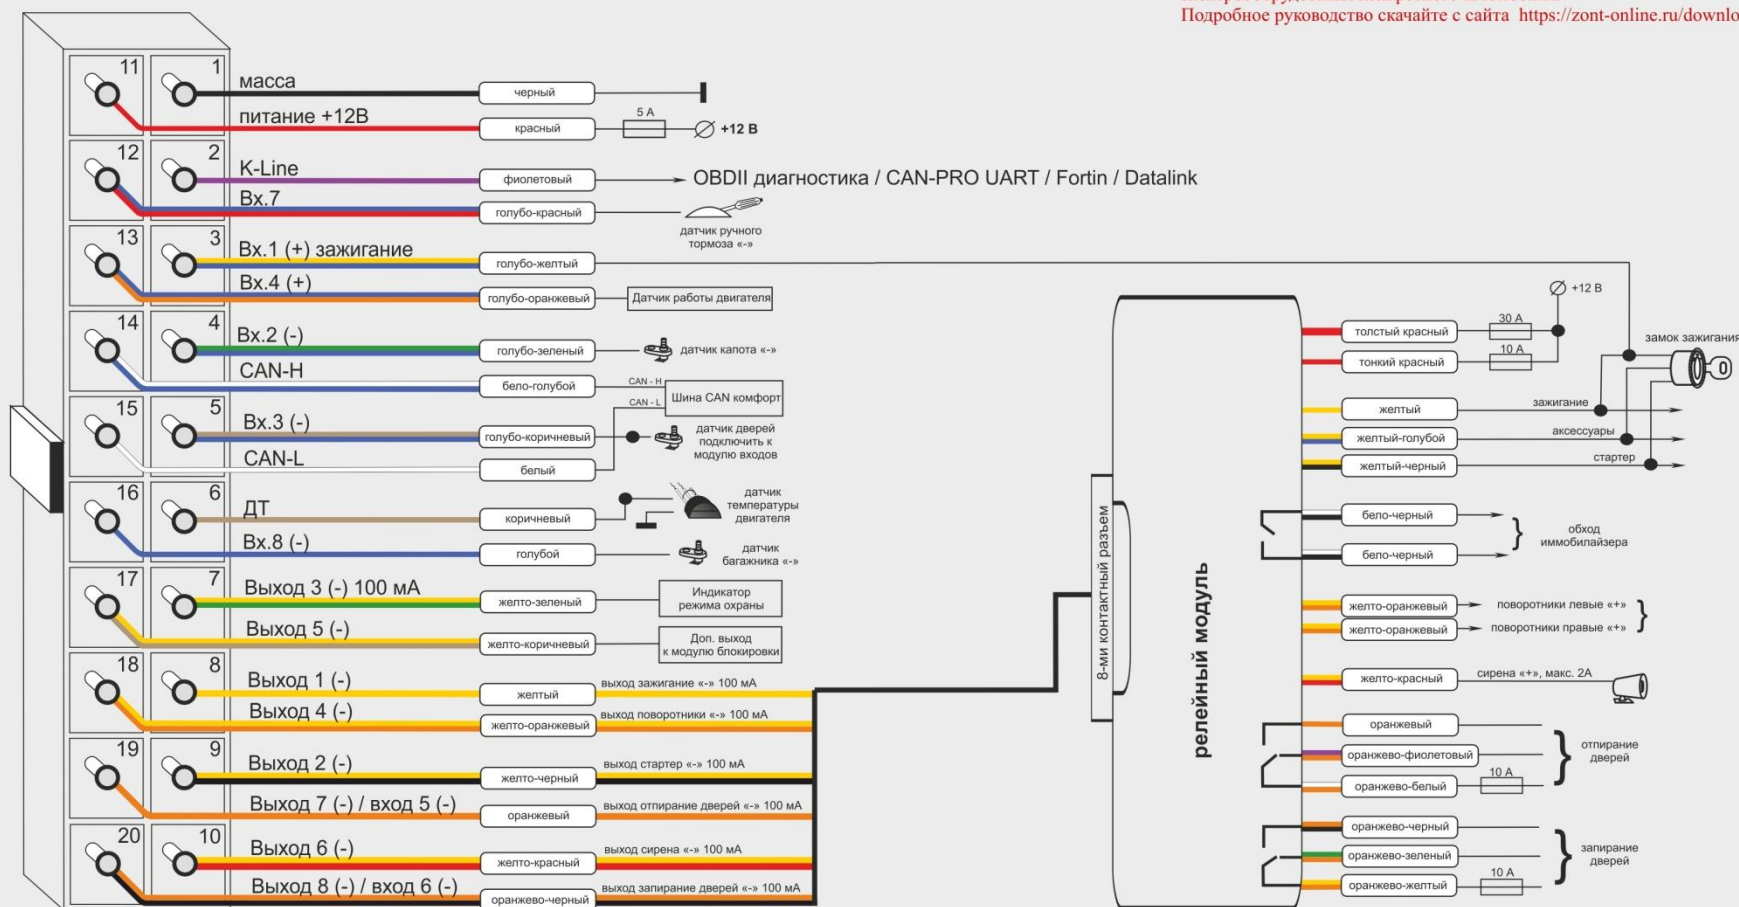 Подробное руководство скачайте с сайта https://zont-online.ru/downlo
11 1 масса черный
питание +12В красный 5 А +12 В
12 2 K-Line фиолетовый OBDII диагностика / CAN-PRO UART / Fortin / Datalink
Вх.7 голубо-красный
датчик ручного
тормоза «-»
13 3 Вх.1 (+) зажигание голубо-желтый
Вх.4 (+) голубо-оранжевый Датчик работы двигателя
14 4 Вх.2 (-) голубо-зеленый датчик капота «-»
CAN-H бело-голубой CAN - H
CAN - L
Шина CAN комфорт
15 5 Вх.3 (-) голубо-коричневый
датчик дверей
подключить к
модулю входов
CAN-L белый
16 6 ДТ коричневый
датчик
температуры
двигателя
Вх.8 (-) голубой
датчик
багажника «-»
17 7 Выход 3 (-) 100 мА желто-зеленый
Индикатор
режима охраны
Выход 5 (-) желто-коричневый
Доп. выход
к модулю блокировки
18 8 Выход 1 (-) желтый выход зажигание «-» 100 мА
Выход 4 (-) желто-оранжевый выход поворотники «-» 100 мА
19 9 Выход 2 (-) желто-черный выход стартер «-» 100 мА
Выход 7 (-) / вход 5 (-) оранжевый выход отпирание дверей «-» 100 мА
20 10 Выход 6 (-) желто-красный выход сирена «-» 100 мА
Выход 8 (-) / вход 6 (-) оранжево-черный выход запирание дверей «-» 100 мА
8-ми контактный разъем
релейный модуль
+12 В
толстый красный 30 А
замок зажигания
тонкий красный 10 А
желтый зажигание
желтый-голубой аксессуары
желтый-черный стартер
бело-черный
обход
иммобилайзера
бело-черный
желто-оранжевый поворотники левые «+»
желто-оранжевый поворотники правые «+»
желто-красный сирена «+», макс. 2А
оранжевый
оранжево-фиолетовый
отпирание
дверей
оранжево-белый 10 А
оранжево-черный
оранжево-зеленый
запирание
дверей
оранжево-желтый 10 А